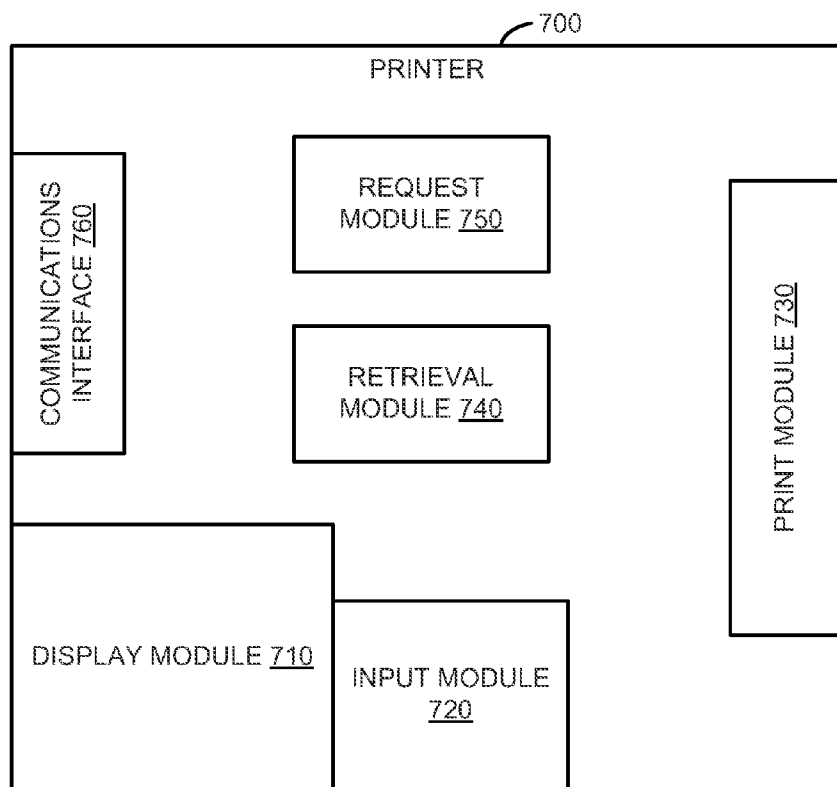 700
PRINTER
REQUEST
MODULE 750
COMMUNICATIONS
INTERFACE 760
RETRIEVAL
MODULE 740
PRINT MODULE 730
DISPLAY MODULE 710
INPUT MODULE
720